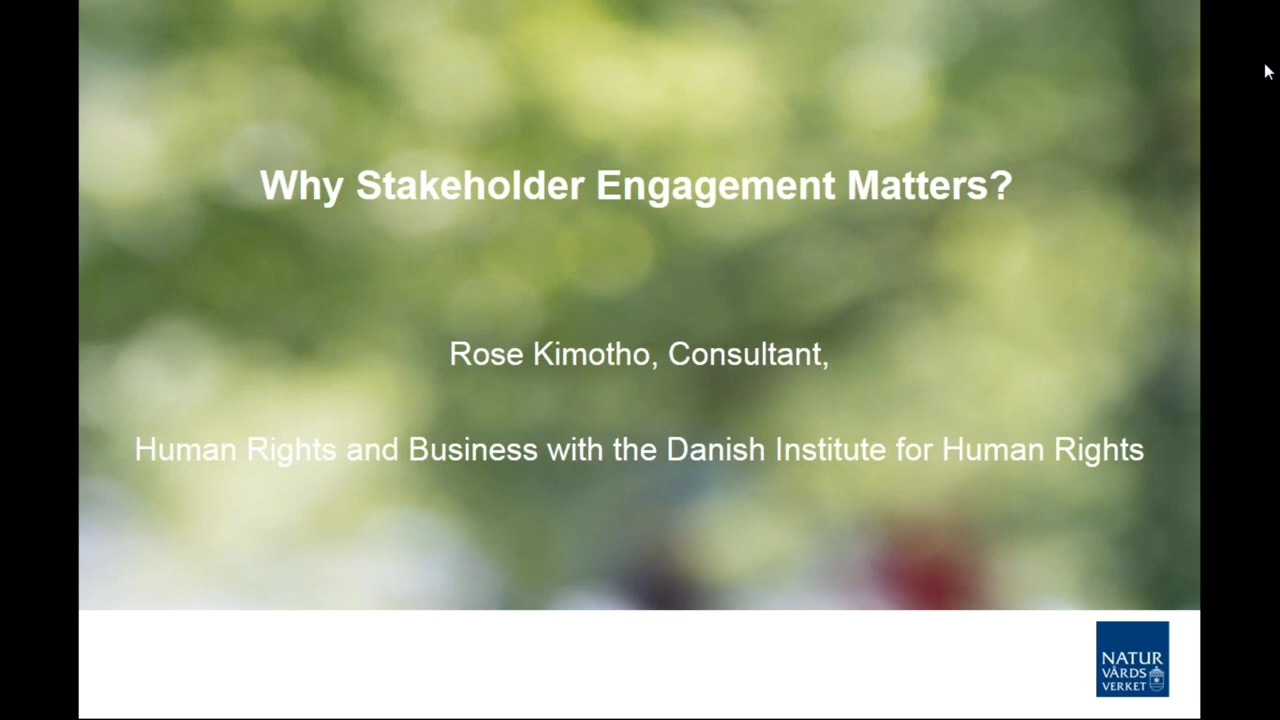 Why Stakeholder Engagement Matters?
Rose Kimotho, Consultant,
Human Rights and Business with the Danish Institute for Human Rights
NATUR
VÅRDS
VERKET